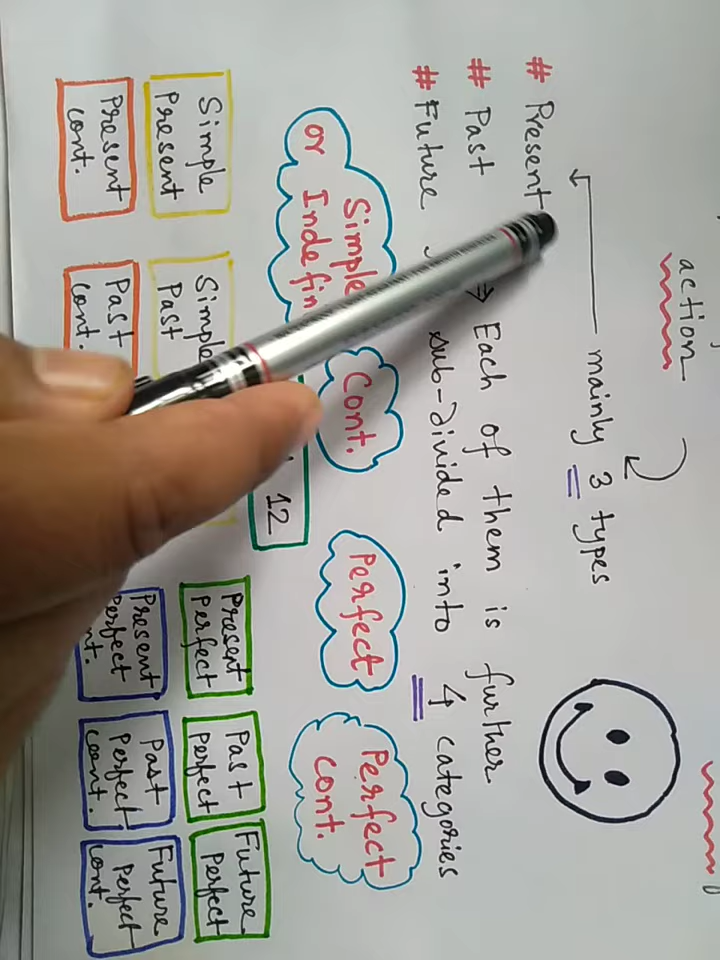 action
mainly 3 types
# Present
# Past
# Future
⇒ Each of them is further
sub-divided into 4 categories
Simple
or Indefin
Cont.
Perfect
Perfect
cont.
12
Simple
Present
Simple
Past
Present
Perfect
Past
Perfect
Future
Perfect
Present
cont.
Past
cont.
Present
Perfect
Past
Perfect
cont.
Future
Perfect
cont.